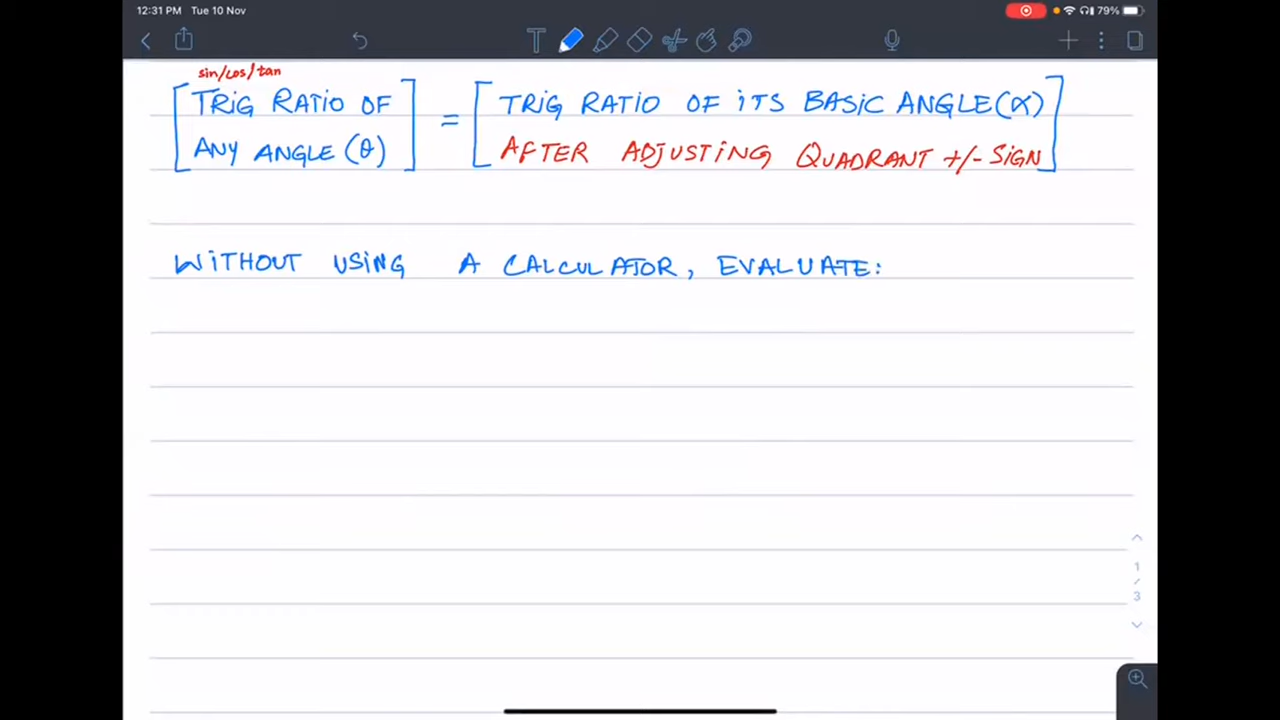 12:31 PM Tue 10 Nov 79%
sin/cos/tan
TRIG RATIO OF = TRIG RATIO OF ITS BASIC ANGLE(α)
ANY ANGLE (θ) AFTER ADJUSTING QUADRANT +/- SIGN
WITHOUT USING A CALCULATOR, EVALUATE:
1
/
3